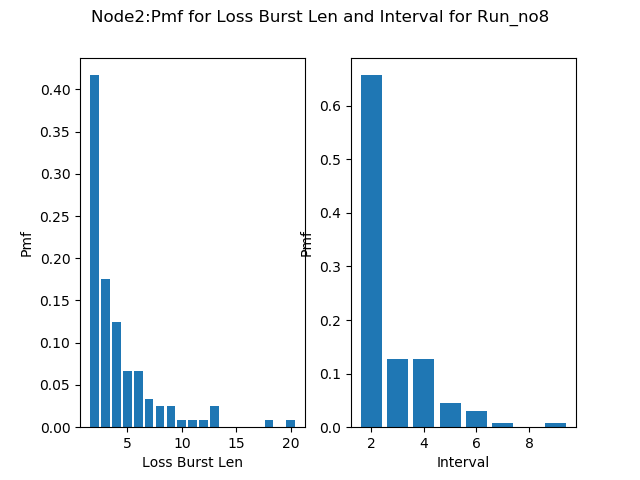 Node2:Pmf for Loss Burst Len and Interval for Run_no8
0.40
0.35
0.30
0.25
0.20
0.15
0.10
0.05
0.00
Pmf
5 10 15 20
Loss Burst Len
0.6
0.5
0.4
0.3
0.2
0.1
0.0
Pmf
2 4 6 8
Interval